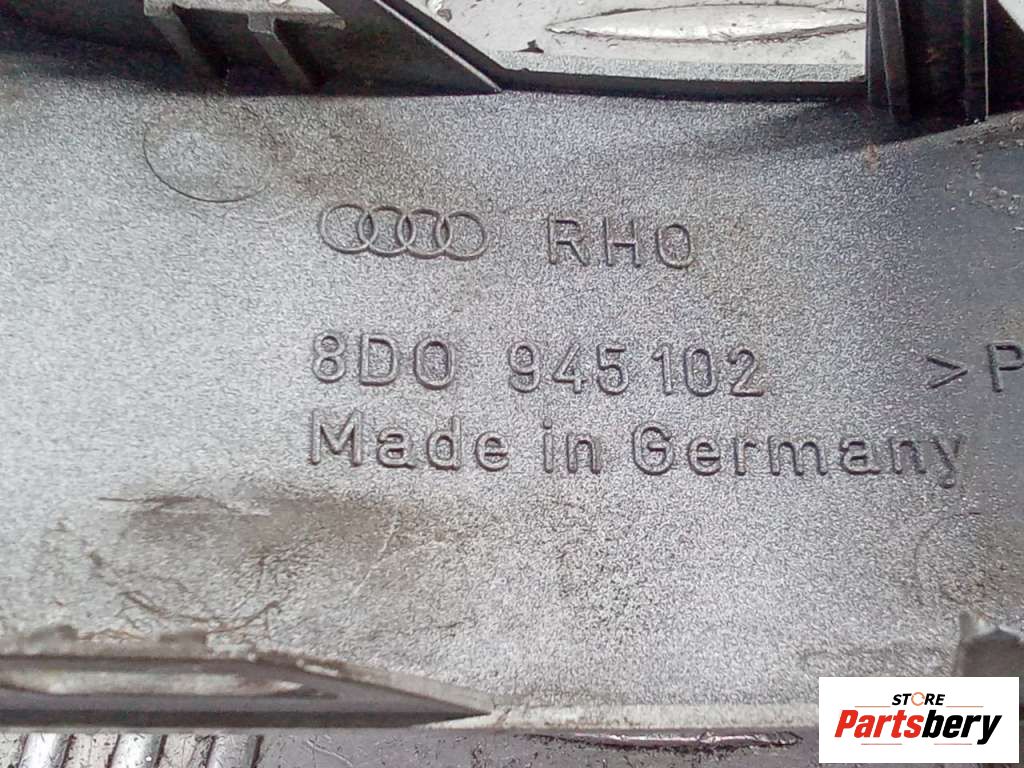 RHO
8D0 945 102 >P
Made in Germany
STORE
Partsbery